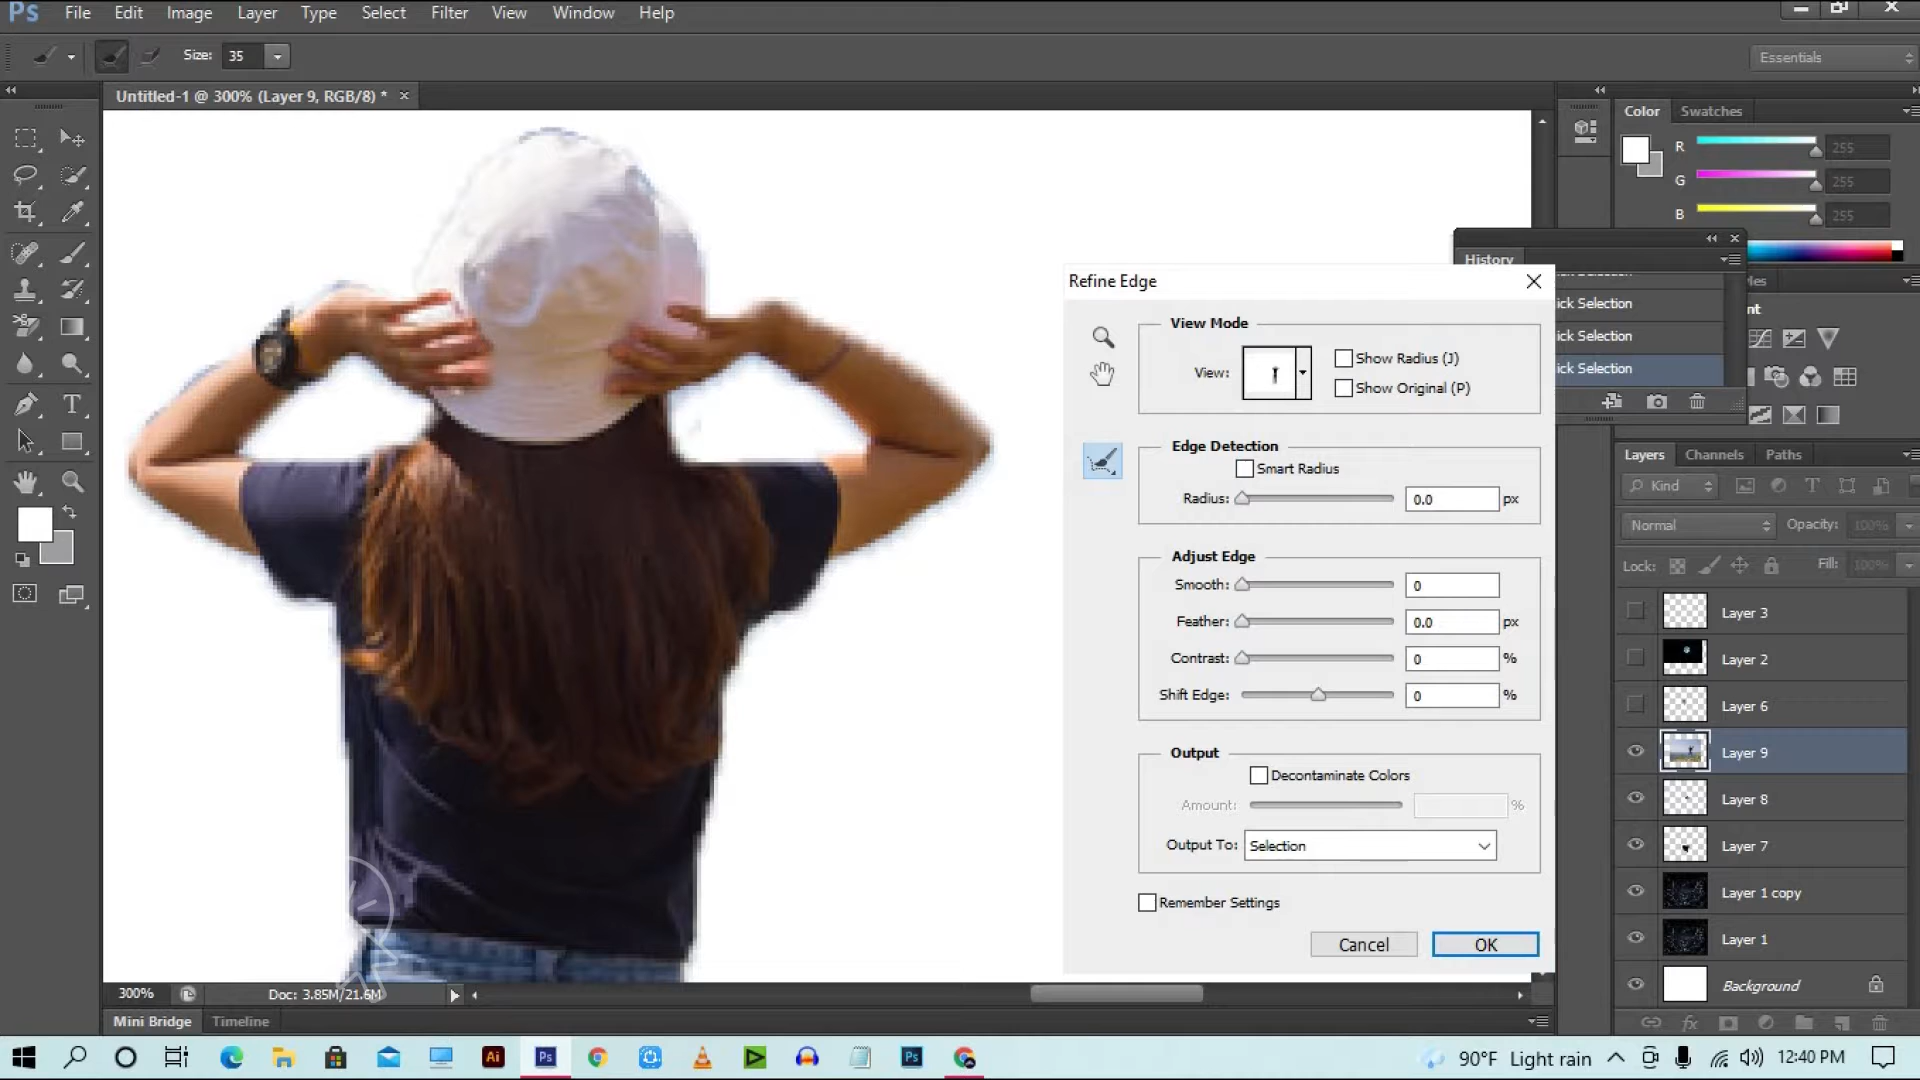 Ps File Edit Image Layer Type Select Filter View Window Help
Size: 35 Essentials
Untitled-1 @ 300% (Layer 9, RGB/8) * ×
Color Swatches
R 255
G 255
B 255
History
ick Selection
ick Selection
ick Selection
Refine Edge
View Mode
View:
Show Radius (J)
Show Original (P)
Edge Detection
Smart Radius
Radius: 0.0 px
Adjust Edge
Smooth: 0
Feather: 0.0 px
Contrast: 0 %
Shift Edge: 0 %
Output
Decontaminate Colors
Amount: %
Output To: Selection
Remember Settings
Cancel OK
Layers Channels Paths
Kind
Normal Opacity: 100%
Lock: Fill: 100%
Layer 3
Layer 2
Layer 6
Layer 9
Layer 8
Layer 7
Layer 1 copy
Layer 1
Background
300% Doc: 3.85M/21.6M
Mini Bridge Timeline
Ai Ps Ps 90°F Light rain 12:40 PM